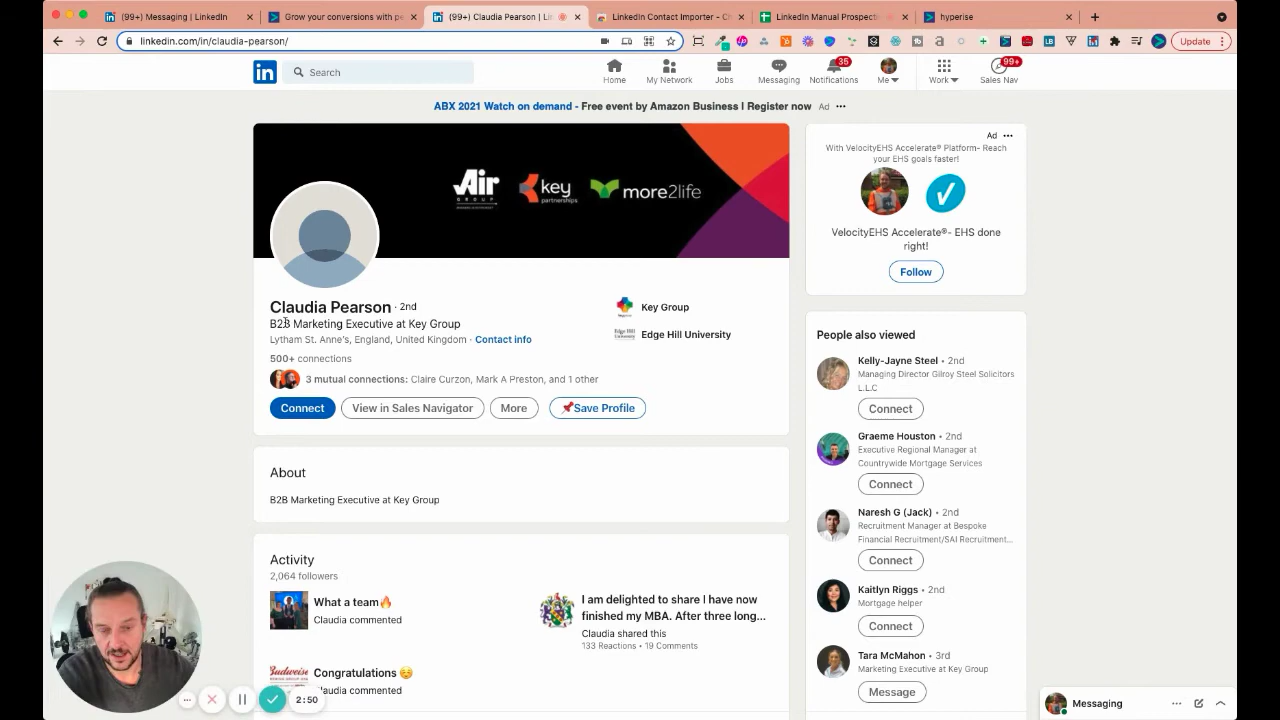 (99+) Messaging | LinkedIn
Grow your conversations with pe
(99+) Claudia Pearson | Lin
LinkedIn Contact Importer - Ch
LinkedIn Manual Prospectin
hyperise
linkedin.com/in/claudia-pearson/
Update
Search
Home
My Network
Jobs
Messaging
35
Notifications
Me
Work
99+
Sales Nav
ABX 2021 Watch on demand - Free event by Amazon Business | Register now Ad
Air
GROUP
key
partnerships
more2life
Claudia Pearson · 2nd
B2B Marketing Executive at Key Group
Lytham St. Anne's, England, United Kingdom · Contact info
500+ connections
3 mutual connections: Claire Curzon, Mark A Preston, and 1 other
Connect
View in Sales Navigator
More
📌Save Profile
Key Group
Edge Hill University
About
B2B Marketing Executive at Key Group
Activity
2,064 followers
What a team🔥
Claudia commented
I am delighted to share I have now
finished my MBA. After three long...
Claudia shared this
133 Reactions • 19 Comments
Budweiser
Congratulations ☺️
Claudia commented
2:50
Ad
With VelocityEHS Accelerate® Platform- Reach
your EHS goals faster!
VelocityEHS Accelerate®- EHS done
right!
Follow
People also viewed
Kelly-Jayne Steel • 2nd
Managing Director Gilroy Steel Solicitors
L.L.C
Connect
Graeme Houston • 2nd
Executive Regional Manager at
Countrywide Mortgage Services
Connect
Naresh G (Jack) • 2nd
Recruitment Manager at Bespoke
Financial Recruitment/SAI Recruitment...
Connect
Kaitlyn Riggs • 2nd
Mortgage helper
Connect
Tara McMahon • 3rd
Marketing Executive at Key Group
Message
Messaging